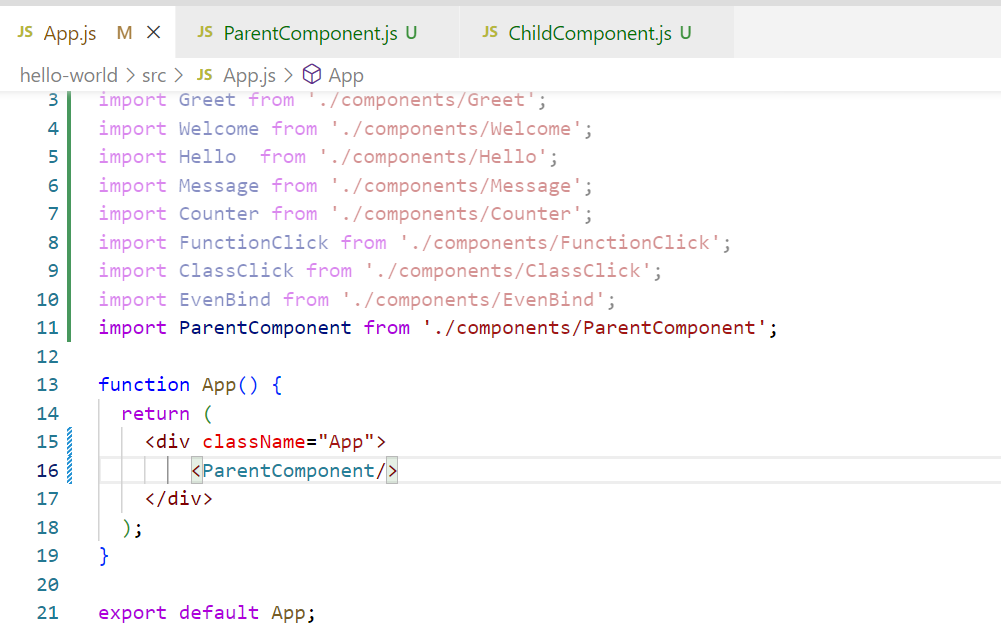 JS App.js M JS ParentComponent.js U JS ChildComponent.js U
hello-world > src > JS App.js > App
3 import Greet from './components/Greet';
4 import Welcome from './components/Welcome';
5 import Hello  from './components/Hello';
6 import Message from './components/Message';
7 import Counter from './components/Counter';
8 import FunctionClick from './components/FunctionClick';
9 import ClassClick from './components/ClassClick';
10 import EvenBind from './components/EvenBind';
11 import ParentComponent from './components/ParentComponent';
12
13 function App() {
14   return (
15     <div className="App">
16         <ParentComponent/>
17     </div>
18   );
19 }
20
21 export default App;